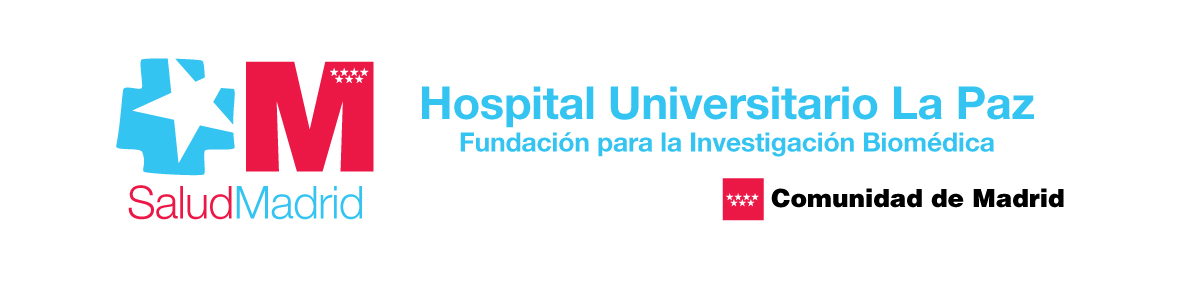 M
SaludMadrid
Hospital Universitario La Paz
Fundación para la Investigación Biomédica
Comunidad de Madrid